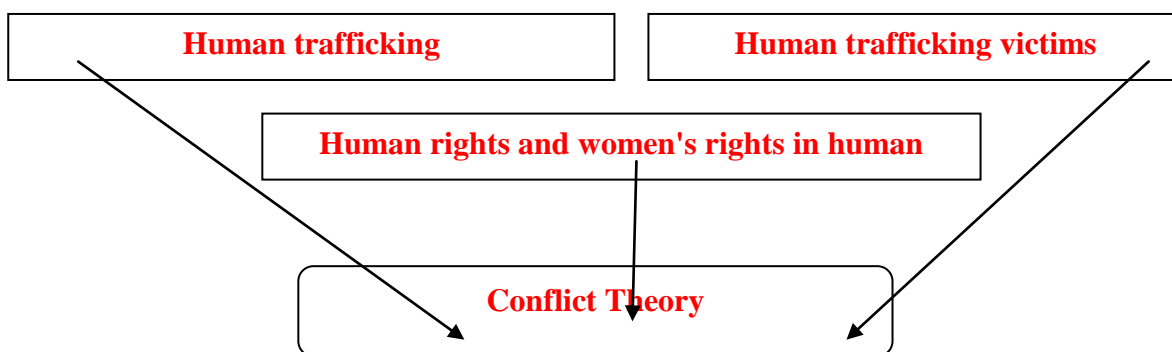 Human trafficking
Human trafficking victims
Human rights and women's rights in human
Conflict Theory